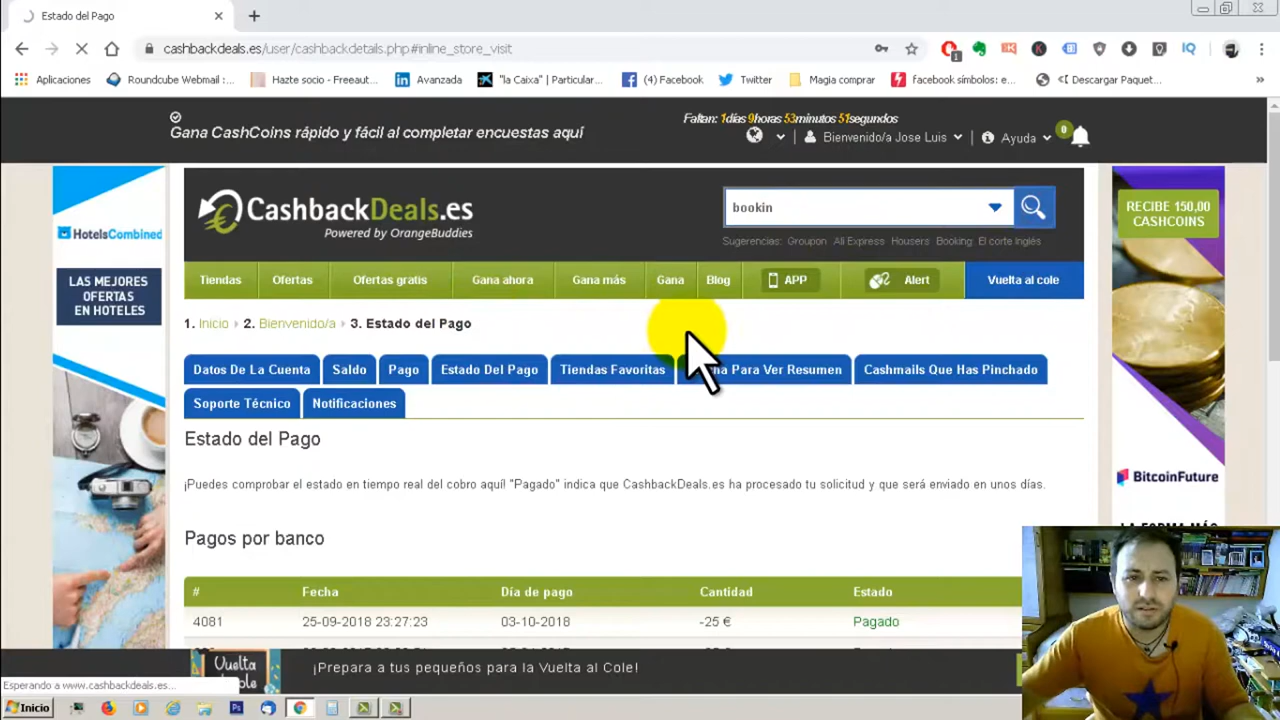 Estado del Pago
cashbackdeals.es/user/cashbackdetails.php#inline_store_visit
1
Aplicaciones
Roundcube Webmail :...
Hazte socio - Freeaut...
Avanzada
"la Caixa" | Particular...
(4) Facebook
Twitter
Magia comprar
facebook símbolos: e...
Descargar Paquet...
Gana CashCoins rápido y fácil al completar encuestas aquí
Faltan: 1días 9horas 53minutos 51segundos
Bienvenido/a Jose Luis
Ayuda
0
CashbackDeals.es
Powered by OrangeBuddies
bookin
Sugerencias: Groupon Ali Express Housers Booking El corte Inglés
Tiendas
Ofertas
Ofertas gratis
Gana ahora
Gana más
Gana
Blog
APP
Alert
Vuelta al cole
1. Inicio 2. Bienvenido/a 3. Estado del Pago
Datos De La Cuenta
Saldo
Pago
Estado Del Pago
Tiendas Favoritas
Para Ver Resumen
Cashmails Que Has Pinchado
Soporte Técnico
Notificaciones
Estado del Pago
¡Puedes comprobar el estado en tiempo real del cobro aquí! "Pagado" indica que CashbackDeals.es ha procesado tu solicitud y que será enviado en unos días.
Pagos por banco
# Fecha Día de pago Cantidad Estado
4081 25-09-2018 23:27:23 03-10-2018 -25 € Pagado
HotelsCombined
LAS MEJORES
OFERTAS
EN HOTELES
RECIBE 150,00
CASHCOINS
BitcoinFuture
LA FORMA MÁS
Vuelta
¡Prepara a tus pequeños para la Vuelta al Cole!
Esperando a www.cashbackdeals.es...
Inicio